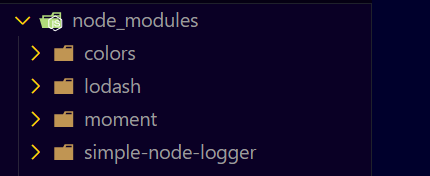 node_modules
colors
lodash
moment
simple-node-logger